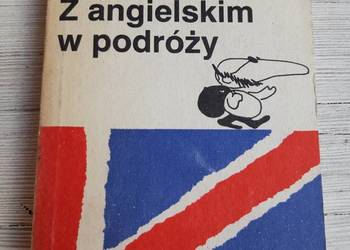 Z angielskim
w podróży